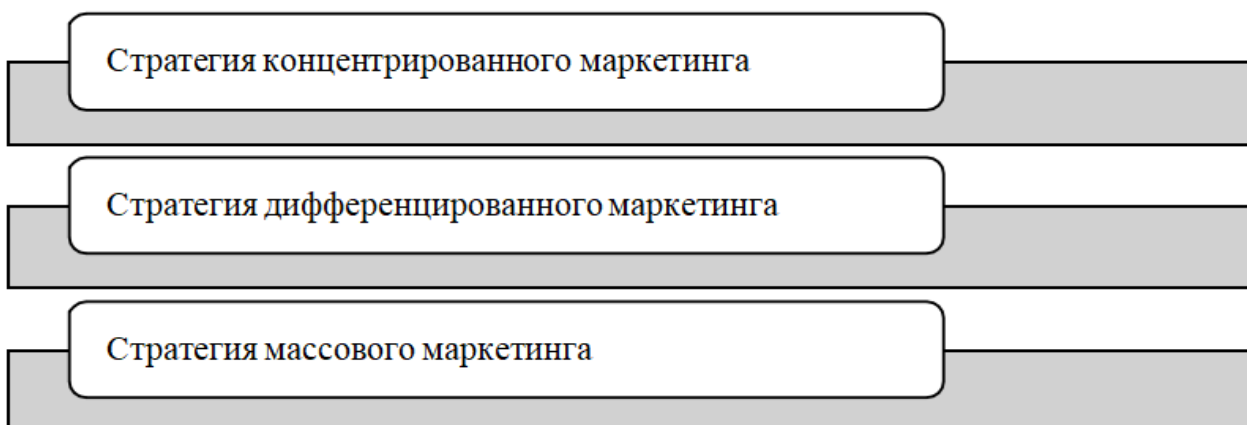 Стратегия концентрированного маркетинга
Стратегия дифференцированного маркетинга
Стратегия массового маркетинга